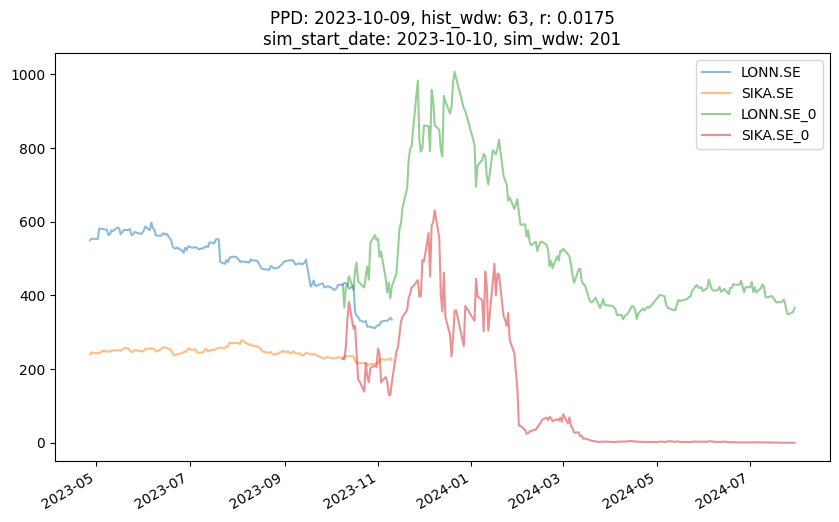 PPD: 2023-10-09, hist_wdw: 63, r: 0.0175
sim_start_date: 2023-10-10, sim_wdw: 201
LONN.SE
SIKA.SE
LONN.SE_0
SIKA.SE_0
1000
800
600
400
200
0
2023-05
2023-07
2023-09
2023-11
2024-01
2024-03
2024-05
2024-07